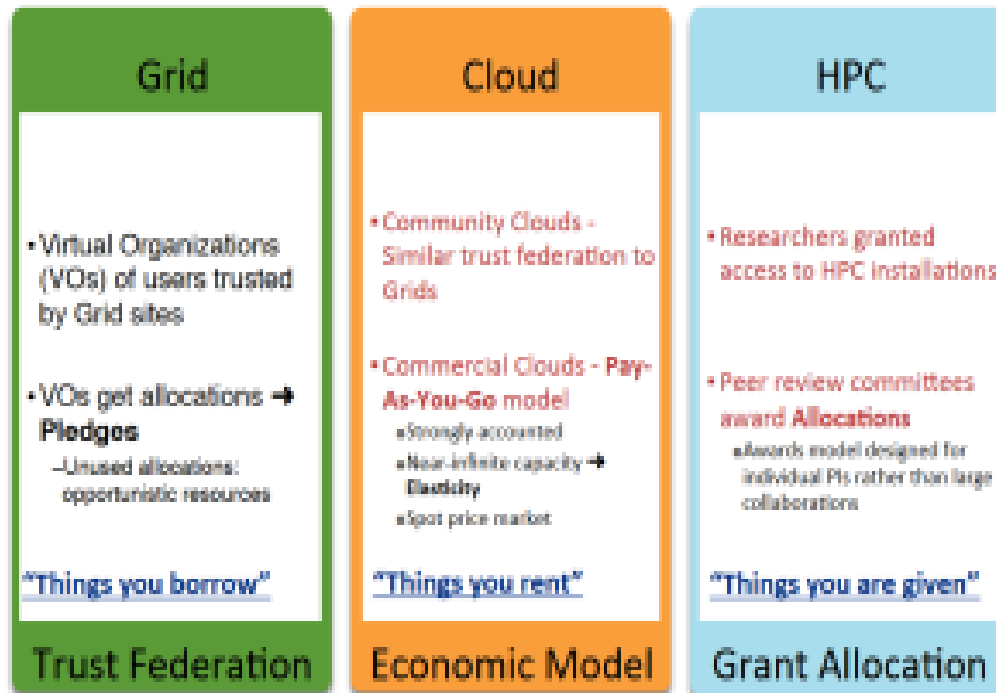 Grid
• Virtual Organizations
(VOs) of users trusted
by Grid sites
• VOs get allocations ➔
Pledges
–Unused allocations:
opportunistic resources
"Things you borrow"
Trust Federation
Cloud
• Community Clouds -
Similar trust federation to
Grids
• Commercial Clouds - Pay-
As-You-Go model
• Strongly accounted
• Near-infinite capacity ➔
Elasticity
• Spot price market
"Things you rent"
Economic Model
HPC
• Researchers granted
access to HPC installations
• Peer review committees
award Allocations
• Awards model designed for
individual PIs rather than large
collaborations
"Things you are given"
Grant Allocation